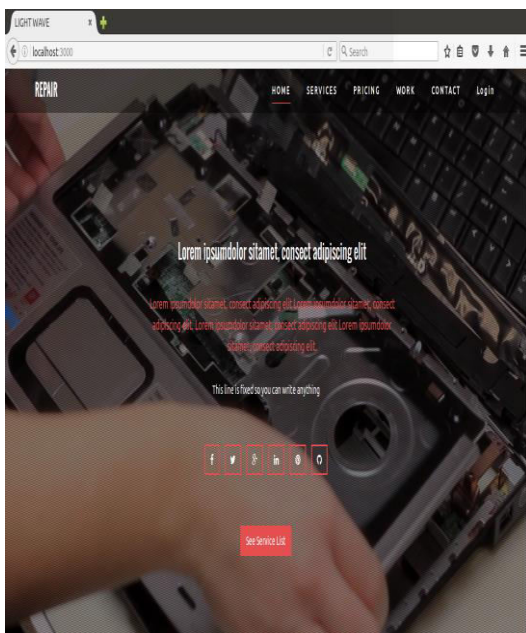 LIGHT WAVE
localhost:3000
Search
REPAIR
HOME SERVICES PRICING WORK CONTACT Login
Lorem ipsumdolor sitamet, consect adipiscing elit
Lorem ipsumdolor sitamet, consect adipiscing elit Lorem ipsumdolor sitamet, consect
adipiscing elit. Lorem ipsumdolor sitamet, consect adipiscing elit Lorem ipsumdolor
sitamet, consect adipiscing elit.
This line is fixed so you can write anything
See Service List